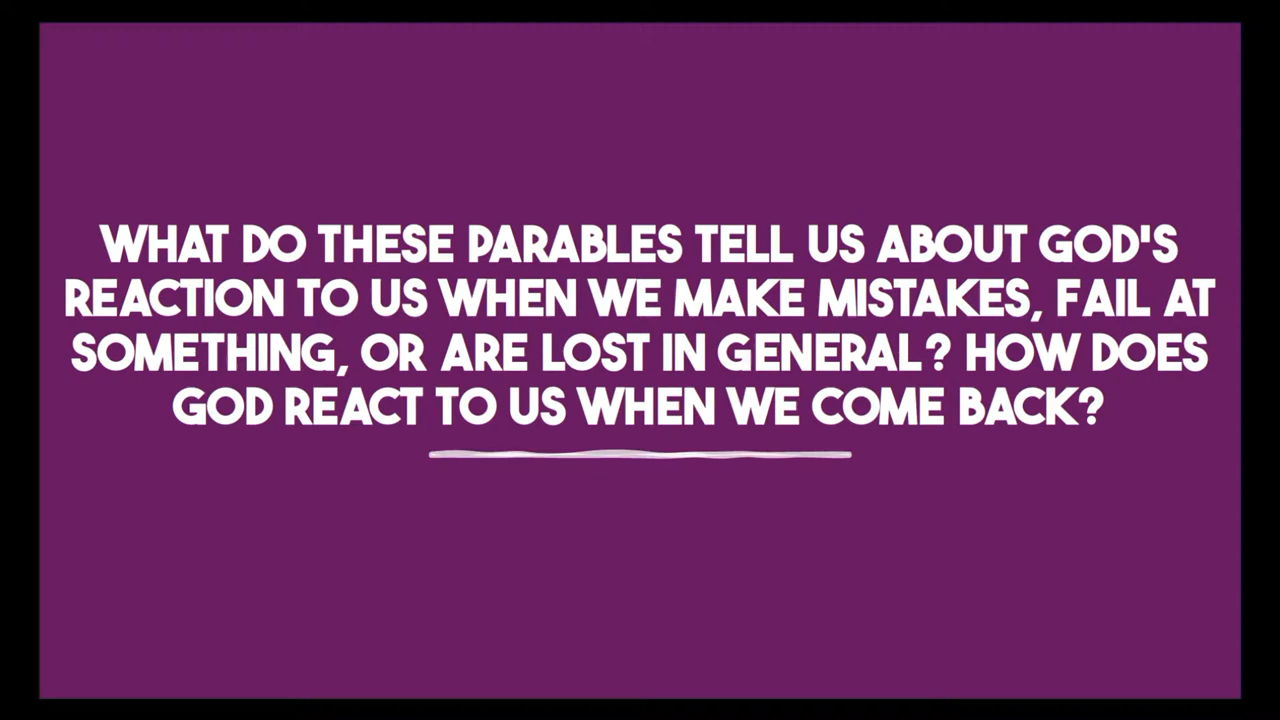 WHAT DO THESE PARABLES TELL US ABOUT GOD'S
REACTION TO US WHEN WE MAKE MISTAKES, FAIL AT
SOMETHING, OR ARE LOST IN GENERAL? HOW DOES
GOD REACT TO US WHEN WE COME BACK?